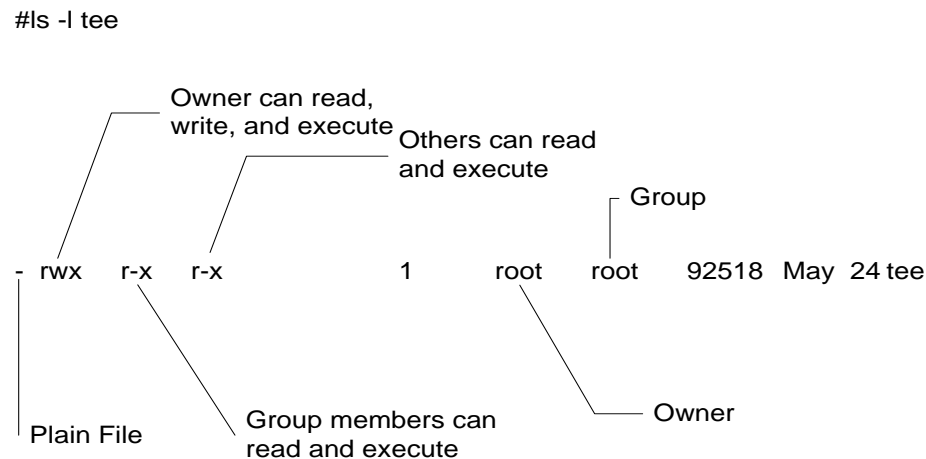 #ls -l tee
Owner can read,
write, and execute
Others can read
and execute
Group
- rwx r-x r-x 1 root root 92518 May 24 tee
Plain File
Group members can
read and execute
Owner